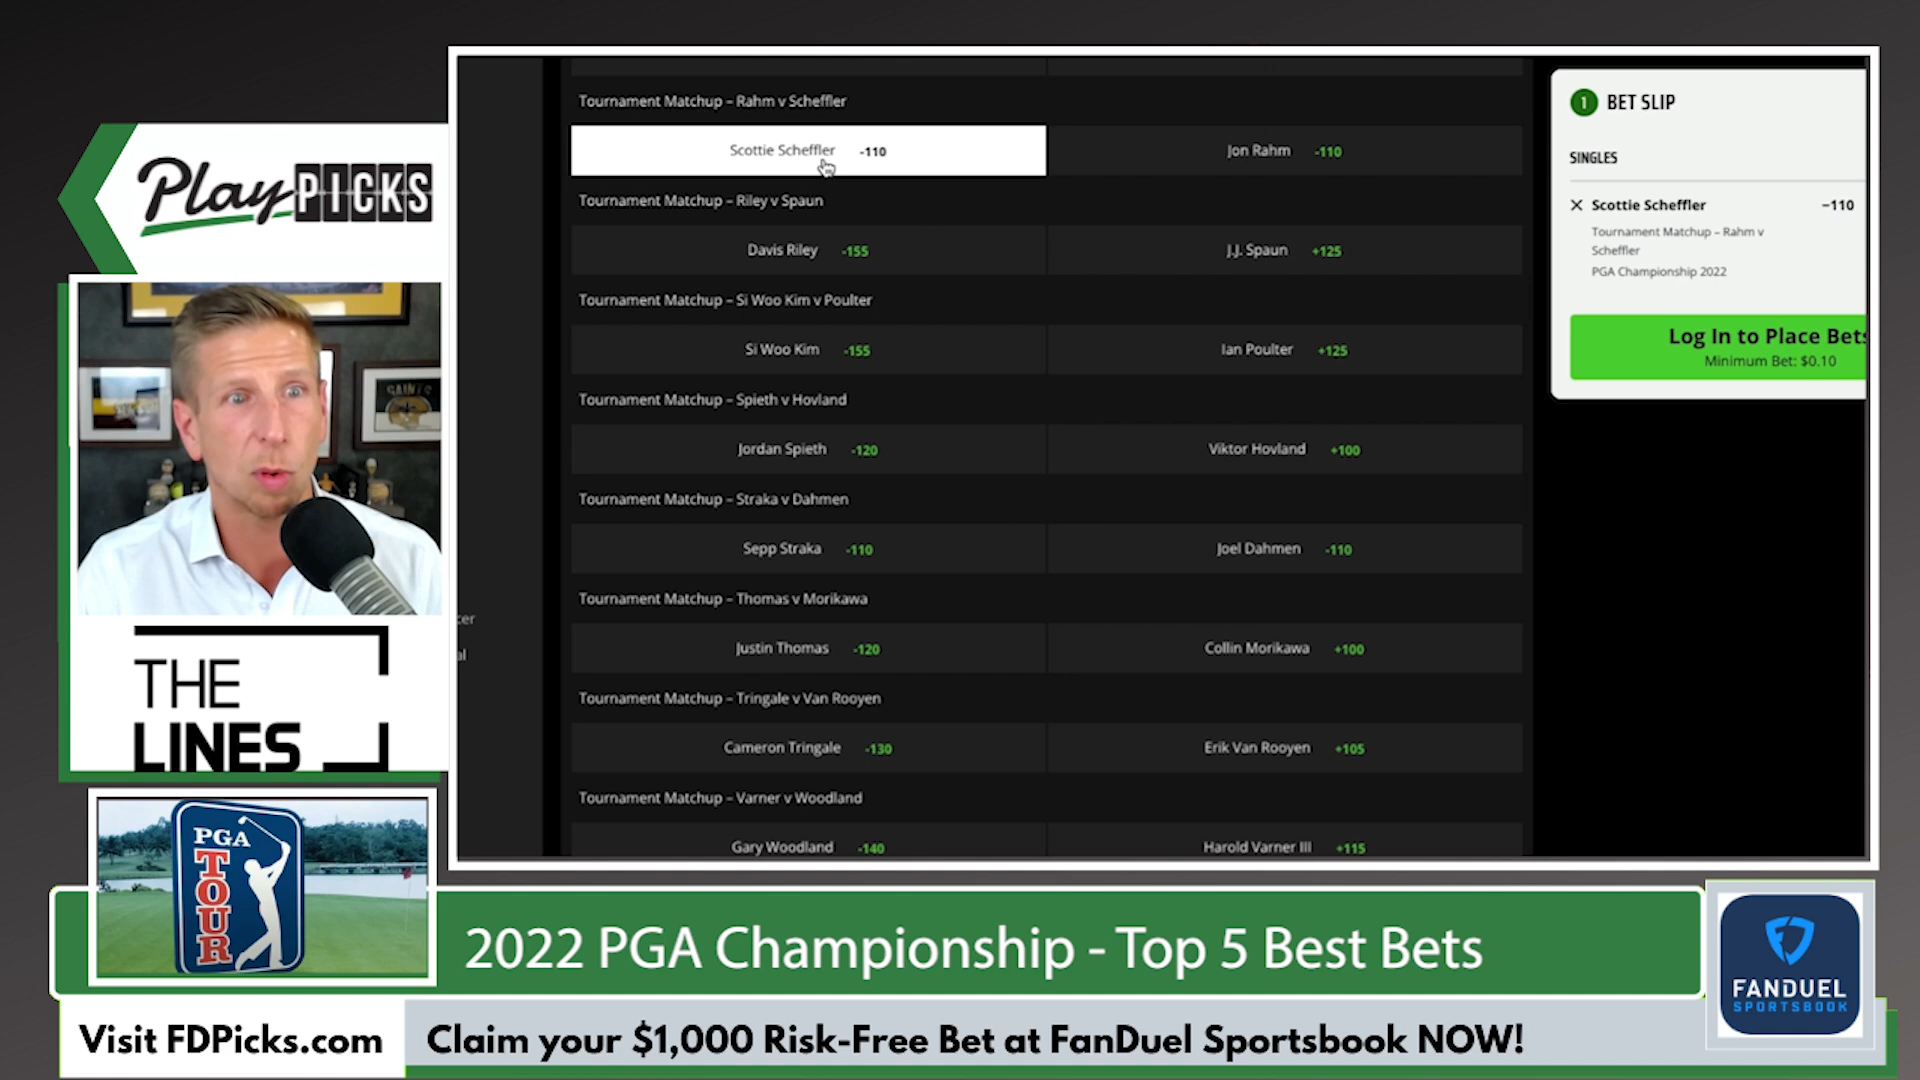 Play PICKS
SAINTS
THE
LINES
PGA
TOUR
cer
al
Tournament Matchup – Rahm v Scheffler
Scottie Scheffler -110 Jon Rahm -110
Tournament Matchup – Riley v Spaun
Davis Riley -155 J.J. Spaun +125
Tournament Matchup – Si Woo Kim v Poulter
Si Woo Kim -155 Ian Poulter +125
Tournament Matchup – Spieth v Hovland
Jordan Spieth -120 Viktor Hovland +100
Tournament Matchup – Straka v Dahmen
Sepp Straka -110 Joel Dahmen -110
Tournament Matchup – Thomas v Morikawa
Justin Thomas -120 Collin Morikawa +100
Tournament Matchup – Tringale v Van Rooyen
Cameron Tringale -130 Erik Van Rooyen +105
Tournament Matchup – Varner v Woodland
Gary Woodland -140 Harold Varner III +115
1 BET SLIP
SINGLES
Scottie Scheffler −110
Tournament Matchup – Rahm v
Scheffler
PGA Championship 2022
Log In to Place Bets
Minimum Bet: $0.10
2022 PGA Championship - Top 5 Best Bets
FANDUEL
SPORTSBOOK
Visit FDPicks.com
Claim your $1,000 Risk-Free Bet at FanDuel Sportsbook NOW!